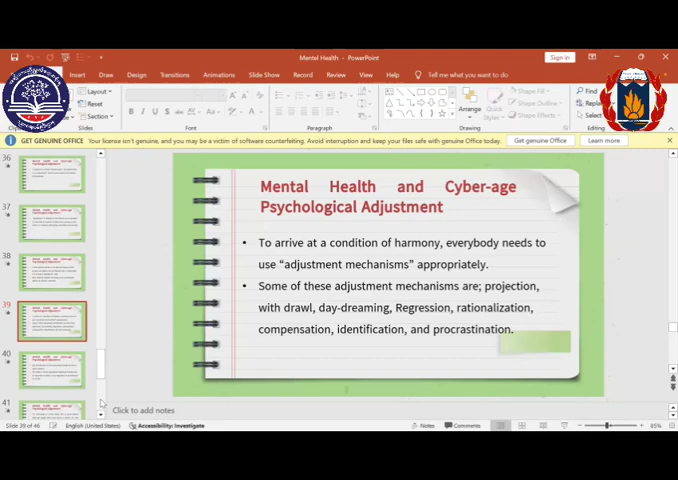 Mental Health - PowerPoint
Sign in
Insert Draw Design Transitions Animations Slide Show Record Review View Help Tell me what you want to do
Layout
Reset
Section
Slides
Paragraph
Arrange
Shape Fill
Shape Outline
Shape Effects
Drawing
Find
Select
Editing
GET GENUINE OFFICE Your license isn't genuine, and you may be a victim of software counterfeiting. Avoid interruption and keep your files safe with genuine Office today. Get genuine Office Learn more
36
37
38
39
40
41
Mental Health and Cyber-age
Psychological Adjustment
• To arrive at a condition of harmony, everybody needs to
use “adjustment mechanisms” appropriately.
• Some of these adjustment mechanisms are; projection,
with drawl, day-dreaming, Regression, rationalization,
compensation, identification, and procrastination.
Click to add notes
Slide 39 of 46 English (United States) Accessibility: Investigate Notes Comments 85%